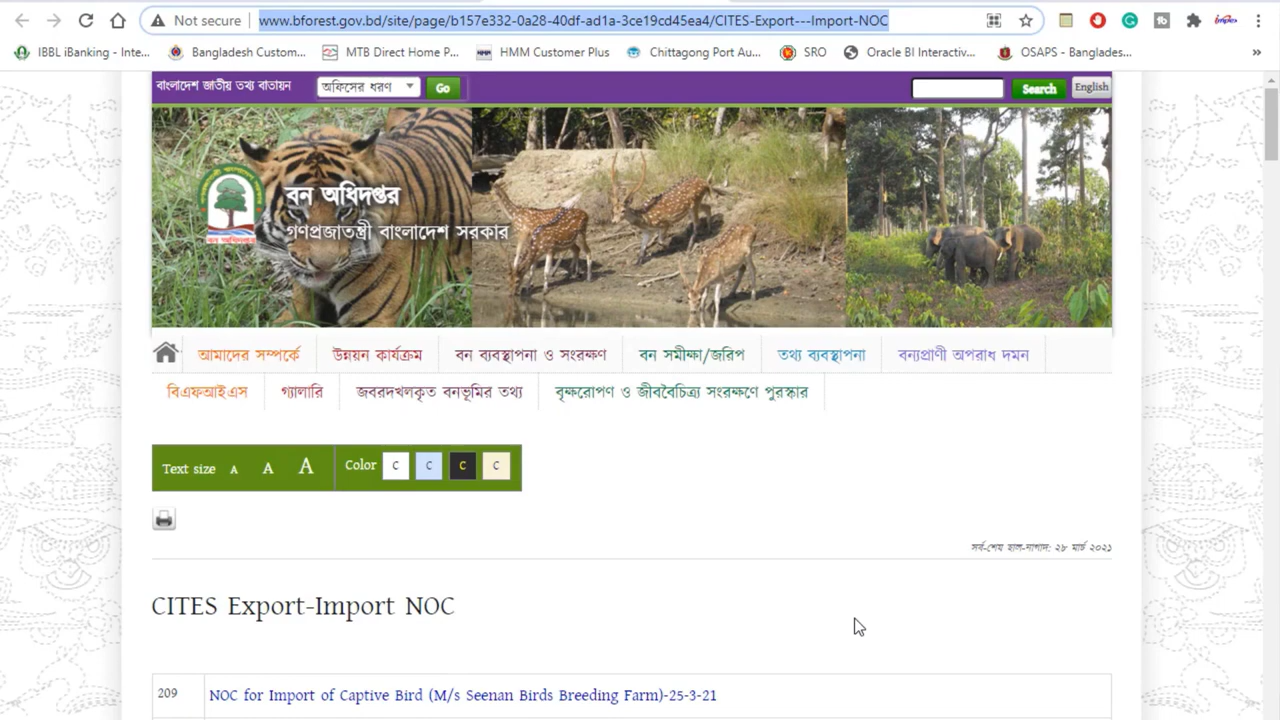 Not secure www.bforest.gov.bd/site/page/b157e332-0a28-40df-ad1a-3ce19cd45ea4/CITES-Export---Import-NOC
IBBL iBanking - Inte... Bangladesh Custom... MTB Direct Home P... HMM Customer Plus Chittagong Port Au... SRO Oracle BI Interactiv... OSAPS - Banglades... »
বাংলাদেশ জাতীয় তথ্য বাতায়ন অফিসের ধরণ Go Search English
বন অধিদপ্তর
গণপ্রজাতন্ত্রী বাংলাদেশ সরকার
আমাদের সম্পর্কে উন্নয়ন কার্যক্রম বন ব্যবস্থাপনা ও সংরক্ষণ বন সমীক্ষা/জরিপ তথ্য ব্যবস্থাপনা বন্যপ্রাণী অপরাধ দমন
বিএফআইএস গ্যালারি জবরদখলকৃত বনভূমির তথ্য বৃক্ষরোপণ ও জীববৈচিত্র্য সংরক্ষণে পুরস্কার
Text size A A A Color C C C C
সর্ব-শেষ হাল-নাগাদ: ২৮ মার্চ ২০২১
CITES Export-Import NOC
209 NOC for Import of Captive Bird (M/s Seenan Birds Breeding Farm)-25-3-21